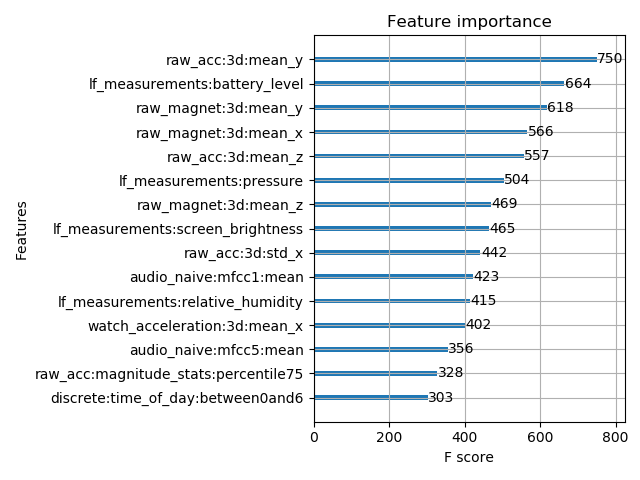 Feature importance
raw_acc:3d:mean_y 750
lf_measurements:battery_level 664
raw_magnet:3d:mean_y 618
raw_magnet:3d:mean_x 566
raw_acc:3d:mean_z 557
lf_measurements:pressure 504
raw_magnet:3d:mean_z 469
lf_measurements:screen_brightness 465
raw_acc:3d:std_x 442
audio_naive:mfcc1:mean 423
lf_measurements:relative_humidity 415
watch_acceleration:3d:mean_x 402
audio_naive:mfcc5:mean 356
raw_acc:magnitude_stats:percentile75 328
discrete:time_of_day:between0and6 303
Features
0 200 400 600 800
F score